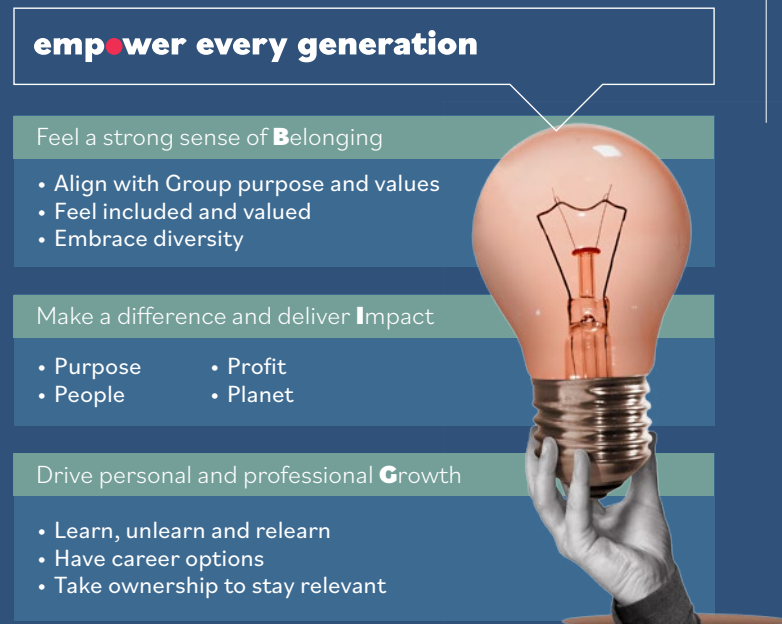 empower every generation
Feel a strong sense of Belonging
• Align with Group purpose and values
• Feel included and valued
• Embrace diversity
Make a difference and deliver Impact
• Purpose
• People
• Profit
• Planet
Drive personal and professional Growth
• Learn, unlearn and relearn
• Have career options
• Take ownership to stay relevant